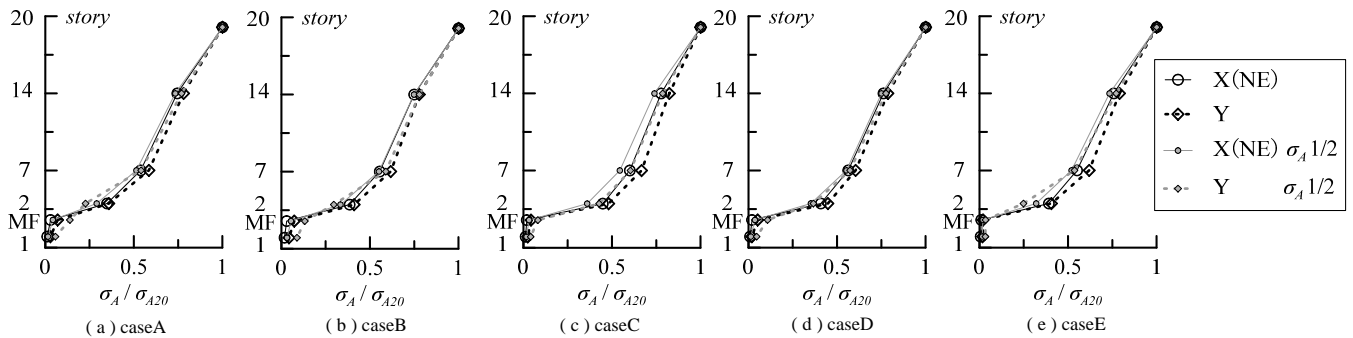 20
story
14
7
2
MF
1
0
0.5
1
σA / σA20
( a ) caseA
20
story
14
7
2
MF
1
0
0.5
1
σA / σA20
( b ) caseB
20
story
14
7
2
MF
1
0
0.5
1
σA / σA20
( c ) caseC
20
story
14
7
2
MF
1
0
0.5
1
σA / σA20
( d ) caseD
20
story
14
7
2
MF
1
0
0.5
1
σA / σA20
( e ) caseE
X(NE)
Y
X(NE) σA 1/2
Y σA 1/2